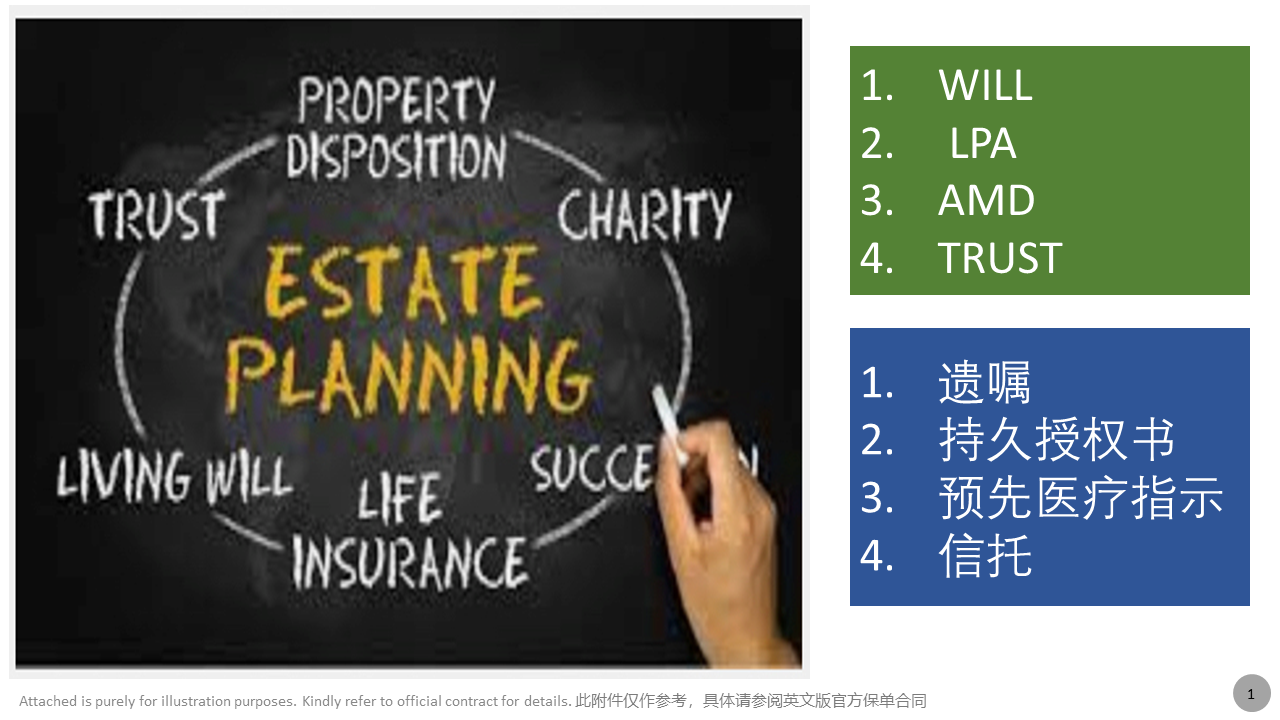 PROPERTY
DISPOSITION
TRUST
CHARITY
ESTATE
PLANNING
LIVING WILL
LIFE
INSURANCE
1. WILL
2. LPA
3. AMD
4. TRUST
1. 遗嘱
2. 持久授权书
3. 预先医疗指示
4. 信托
Attached is purely for illustration purposes. Kindly refer to official contract for details. 此附件仅作参考，具体请参阅英文版官方保单合同
1